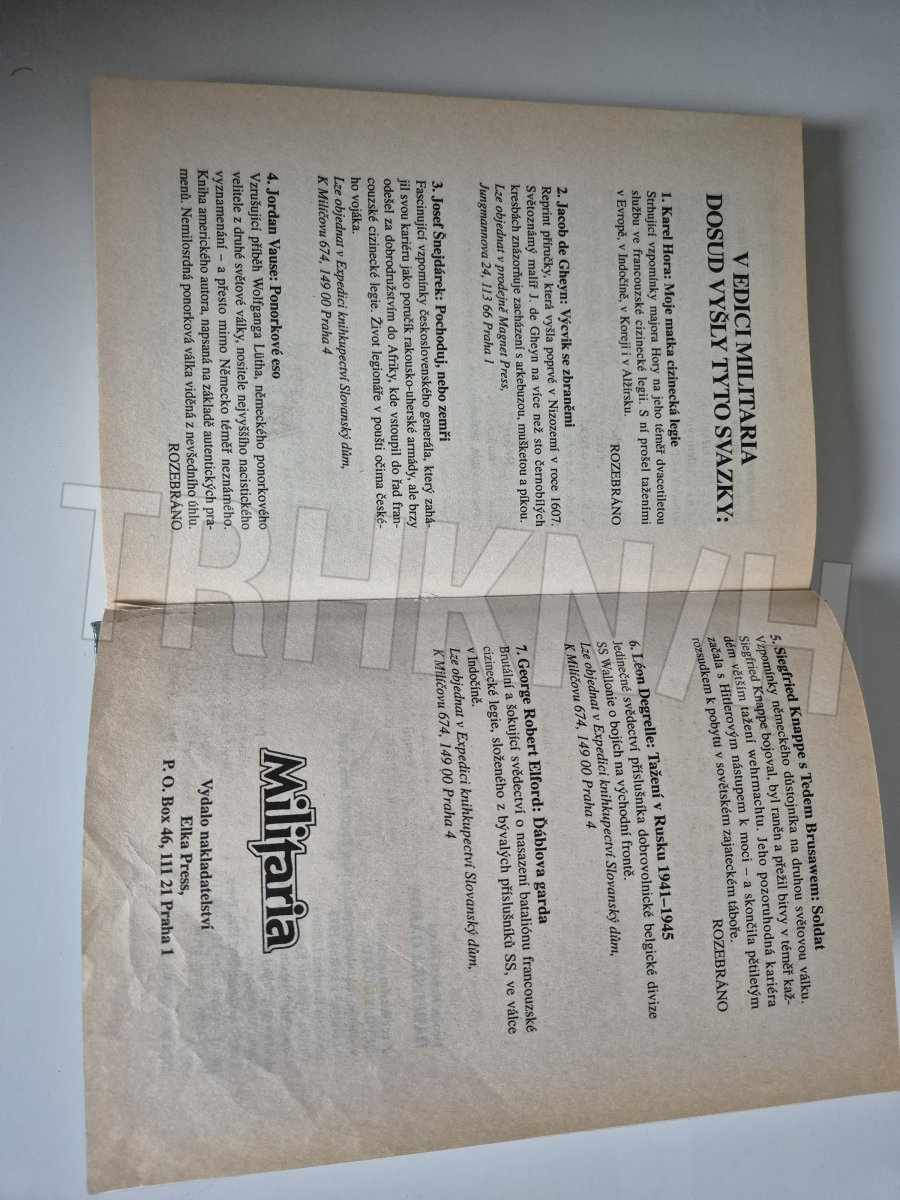 V EDICI MILITARIA
DOSUD VYŠLY TYTO SVAZKY:
1. Karel Hora: Moje matka cizinecká legie
Strhující vzpomínky majora Hory na jeho téměř dvacetiletou
službu ve francouzské cizinecké legii. S ní prošel taženími
v Evropě v Indočíně, v Koreji i v Alžírsku.
ROZEBRÁNO
2. Jacob de Gheyn: Výcvik se zbraněmi
Reprint příručky, která vyšla poprvé v Nizozemí v roce 1607.
Světoznámý malíř J. de Gheyn na více než sto černobílých
kresbách znázorňuje zacházení s arkebuzou, mušketou a píkou.
Lze objednat v prodejně Magnet Press,
Jungmannova 24, 113 66 Praha 1
3. Josef Šnejdárek: Pochoduj, nebo zemři
Fascinující vzpomínky československého generála, který zahá-
jil svou kariéru jako poručík rakousko-uherské armády, ale brzy
odešel za dobrodružstvím do Afriky, kde vstoupil do řad fran-
couzské cizinecké legie. Život legionáře v poušti očima české-
ho vojáka.
Lze objednat v Expedici knihkupectví Slovanský dům,
K Milíčovu 674, 149 00 Praha 4
4. Jordan Vause: Ponorkové eso
Vzrušující příběh Wolfganga Lütha, německého ponorkového
velitele z druhé světové války, nositele nejvyššího nacistického
vyznamenání – a přesto mimo Německo téměř neznámého.
Kniha amerického autora, napsaná na základě autentických pra-
menů. Nemilosrdná ponorková válka viděná z nevšedního úhlu.
ROZEBRÁNO
5. Siegfried Knappe s Tedem Brusawem: Soldat
Vzpomínky německého důstojníka na druhou světovou válku.
Siegfried Knappe bojoval, byl raněn a přežil bitvy v téměř kaž-
dém větším tažení wehrmachtu. Jeho pozoruhodná kariéra
začala s Hitlerovým nástupem k moci – a skončila pětiletým
rozsudkem k pobytu v sovětském zajateckém táboře.
ROZEBRÁNO
6. Léon Degrelle: Tažení v Rusku 1941–1945
Jedinečné svědectví příslušníka dobrovolnické belgické divize
SS Wallonie o bojích na východní frontě.
Lze objednat v Expedici knihkupectví Slovanský dům,
K Milíčovu 674, 149 00 Praha 4
7. George Robert Elford: Ďáblova garda
Brutální a šokující svědectví o nasazení bataliónu francouzské
cizinecké legie, složeného z bývalých příslušníků SS, ve válce
v Indočíně.
Lze objednat v Expedici knihkupectví Slovanský dům,
K Milíčovu 674, 149 00 Praha 4
Militaria
Vydalo nakladatelství
Elka Press,
P. O. Box 46, 111 21 Praha 1